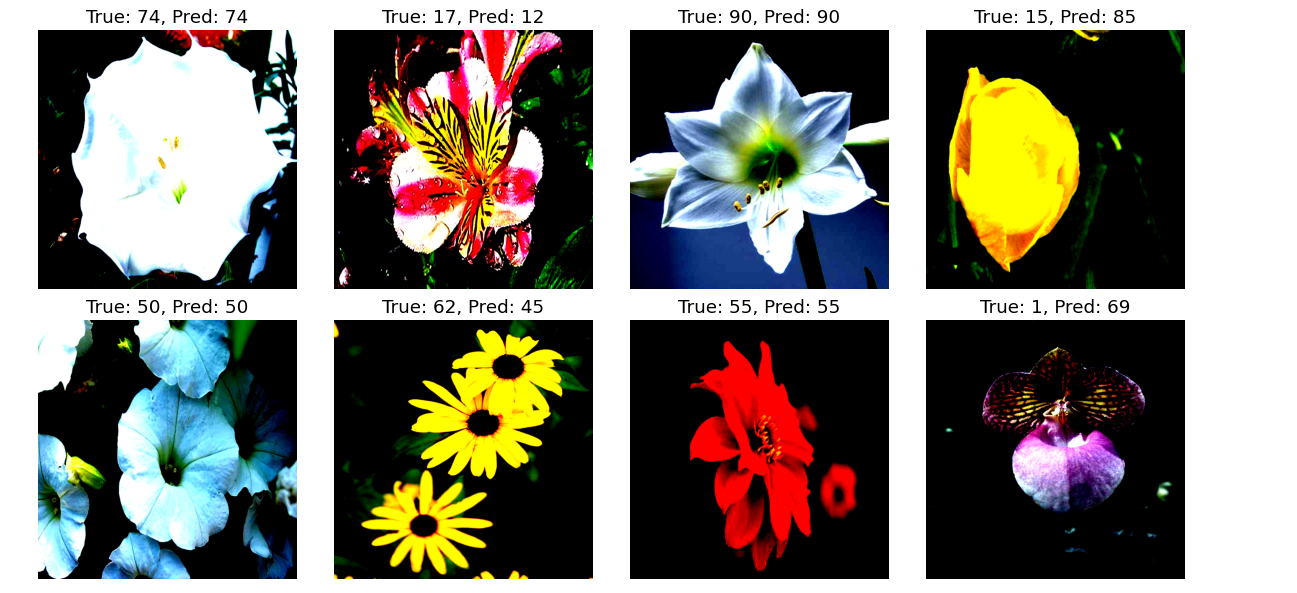 True: 74, Pred: 74
True: 17, Pred: 12
True: 90, Pred: 90
True: 15, Pred: 85
True: 50, Pred: 50
True: 62, Pred: 45
True: 55, Pred: 55
True: 1, Pred: 69